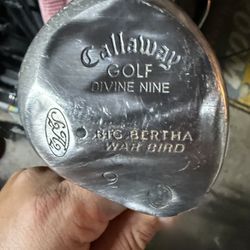 Callaway
GOLF
DIVINE NINE
BIG BERTHA
WAR BIRD